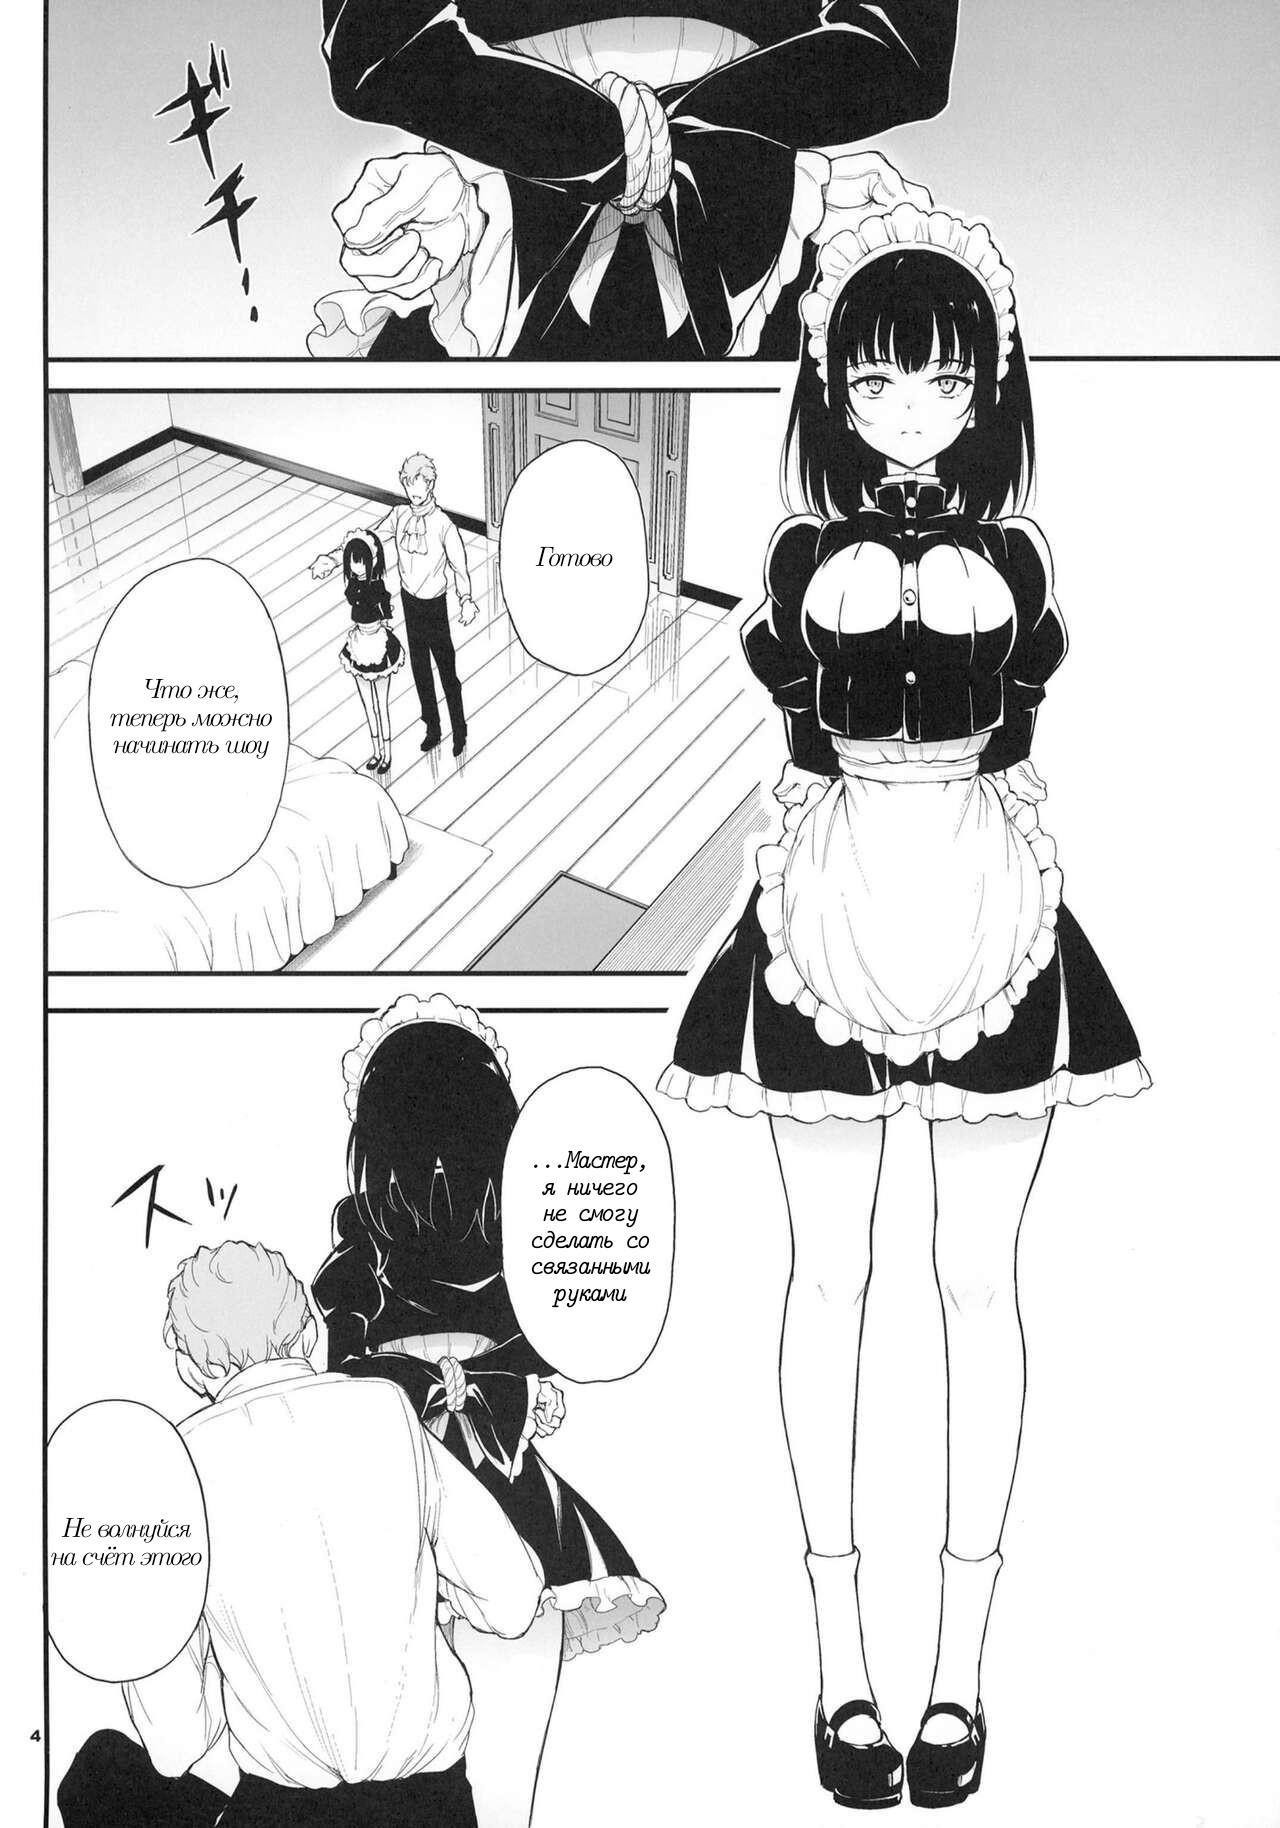 ギチ..
Готово
Что же,
теперь можно
начинать шоу
...Мастер,
я ничего
не смогу
сделать со
связанными
руками
スッ
Не волнуйся
на счёт этого
4